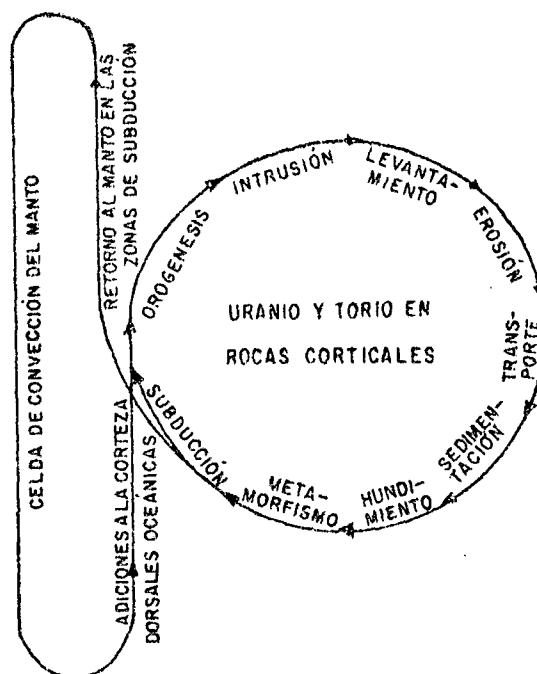 CELDA DE CONVECCIÓN DEL MANTO
RETORNO AL MANTO EN LAS
ZONAS DE SUBDUCCIÓN
ADICIONES A LA CORTEZA
DORSALES OCEÁNICAS
OROGENESIS
INTRUSIÓN
LEVANTA-
MIENTO
EROSIÓN
TRANS-
PORTE
SEDIMEN-
TACIÓN
HUNDI-
MIENTO
META-
MORFISMO
SUBDUCCIÓN
URANIO Y TORIO EN
ROCAS CORTICALES